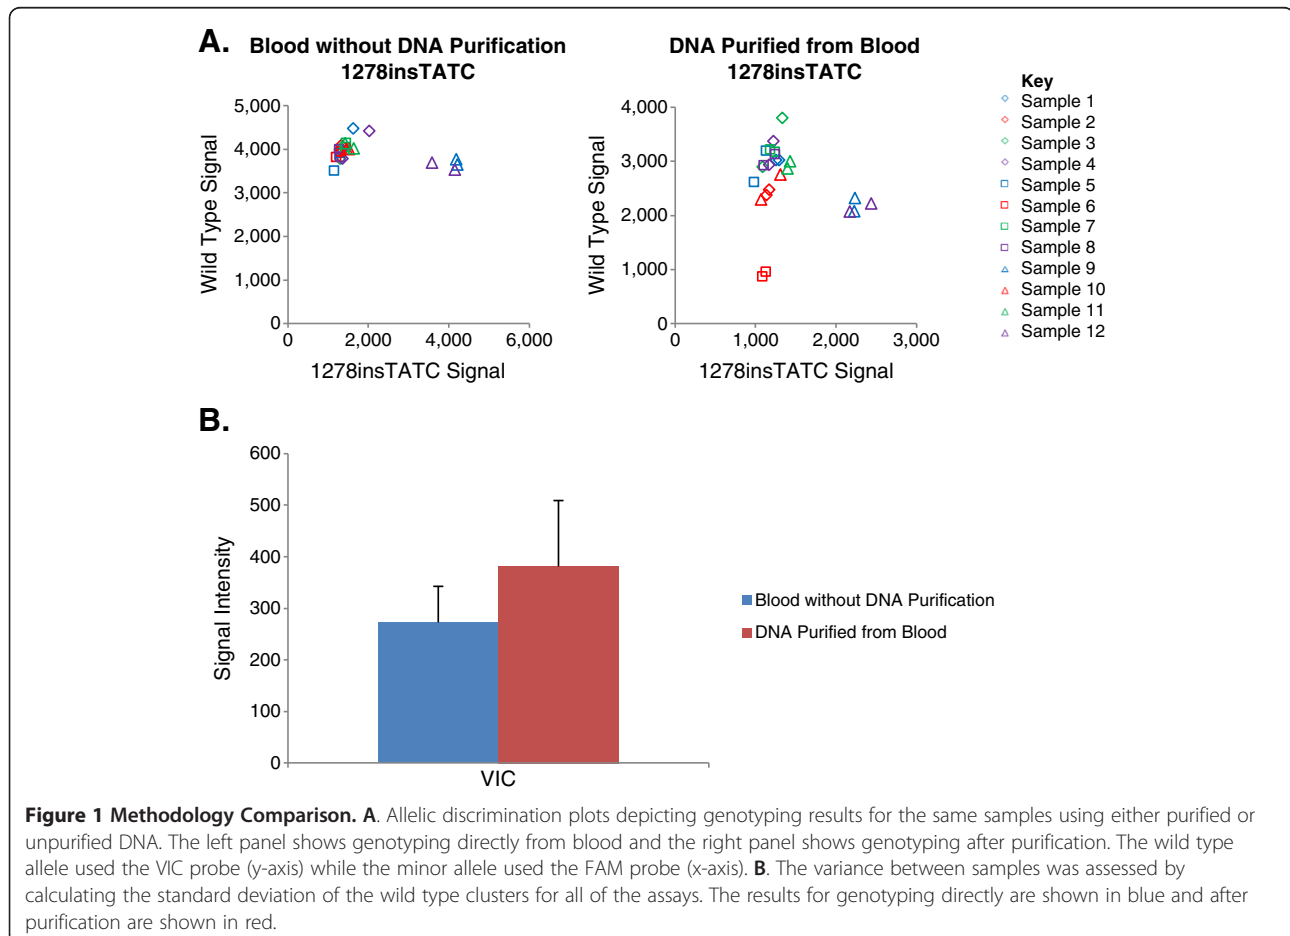 A.
Blood without DNA Purification
1278insTATC
5,000
4,000
3,000
2,000
1,000
0
0 2,000 4,000 6,000
Wild Type Signal
1278insTATC Signal
DNA Purified from Blood
1278insTATC
4,000
3,000
2,000
1,000
0
0 1,000 2,000 3,000
Wild Type Signal
1278insTATC Signal
Key
Sample 1
Sample 2
Sample 3
Sample 4
Sample 5
Sample 6
Sample 7
Sample 8
Sample 9
Sample 10
Sample 11
Sample 12
B.
600
500
400
300
200
100
0
Signal Intensity
VIC
Blood without DNA Purification
DNA Purified from Blood
Figure 1 Methodology Comparison. A. Allelic discrimination plots depicting genotyping results for the same samples using either purified or
unpurified DNA. The left panel shows genotyping directly from blood and the right panel shows genotyping after purification. The wild type
allele used the VIC probe (y-axis) while the minor allele used the FAM probe (x-axis). B. The variance between samples was assessed by
calculating the standard deviation of the wild type clusters for all of the assays. The results for genotyping directly are shown in blue and after
purification are shown in red.